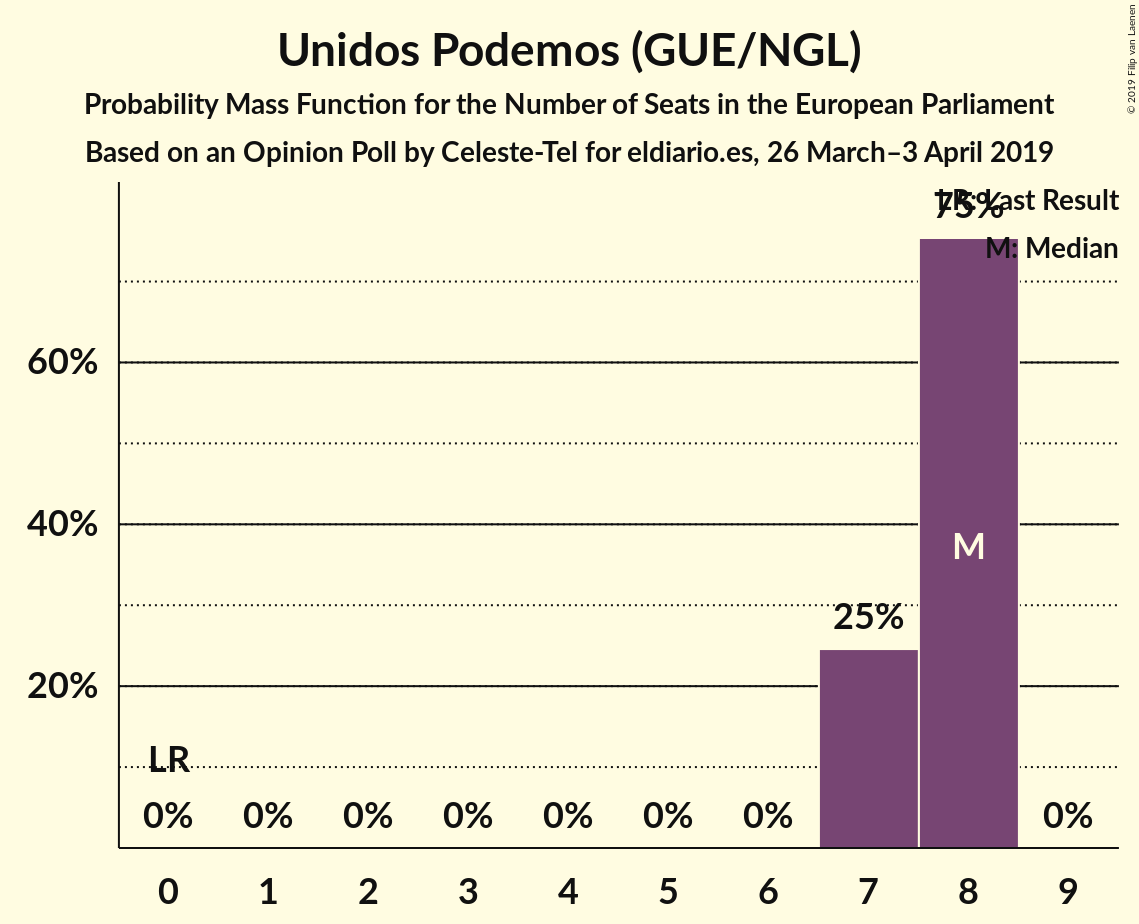 Unidos Podemos (GUE/NGL)
Probability Mass Function for the Number of Seats in the European Parliament
Based on an Opinion Poll by Celeste-Tel for eldiario.es, 26 March–3 April 2019
© 2019 Filip van Laenen
LR: Last Result
M: Median
75%
60%
40%
M
25%
20%
LR
0% 0% 0% 0% 0% 0% 0% 0%
0 1 2 3 4 5 6 7 8 9